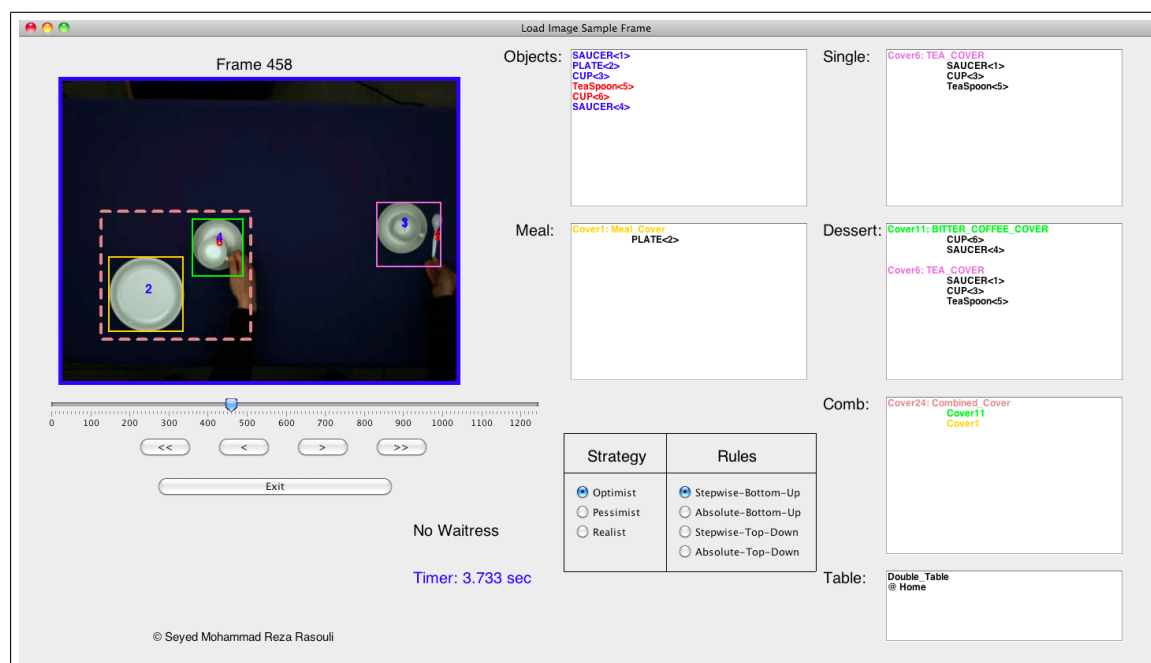 Load Image Sample Frame
Frame 458
2
4
3
0 100 200 300 400 500 600 700 800 900 1000 1100 1200
<< < > >>
Exit
No Waitress
Timer: 3.733 sec
© Seyed Mohammad Reza Rasouli
Objects:
SAUCER<1>
PLATE<2>
CUP<3>
TeaSpoon<5>
CUP<6>
SAUCER<4>
Meal:
Cover1: Meal_Cover
PLATE<2>
Strategy
Optimist
Pessimist
Realist
Rules
Stepwise-Bottom-Up
Absolute-Bottom-Up
Stepwise-Top-Down
Absolute-Top-Down
Single:
Cover6: TEA_COVER
SAUCER<1>
CUP<3>
TeaSpoon<5>
Dessert:
Cover11: BITTER_COFFEE_COVER
CUP<6>
SAUCER<4>
Cover6: TEA_COVER
SAUCER<1>
CUP<3>
TeaSpoon<5>
Comb:
Cover24: Combined_Cover
Cover11
Cover1
Table:
Double_Table
@ Home